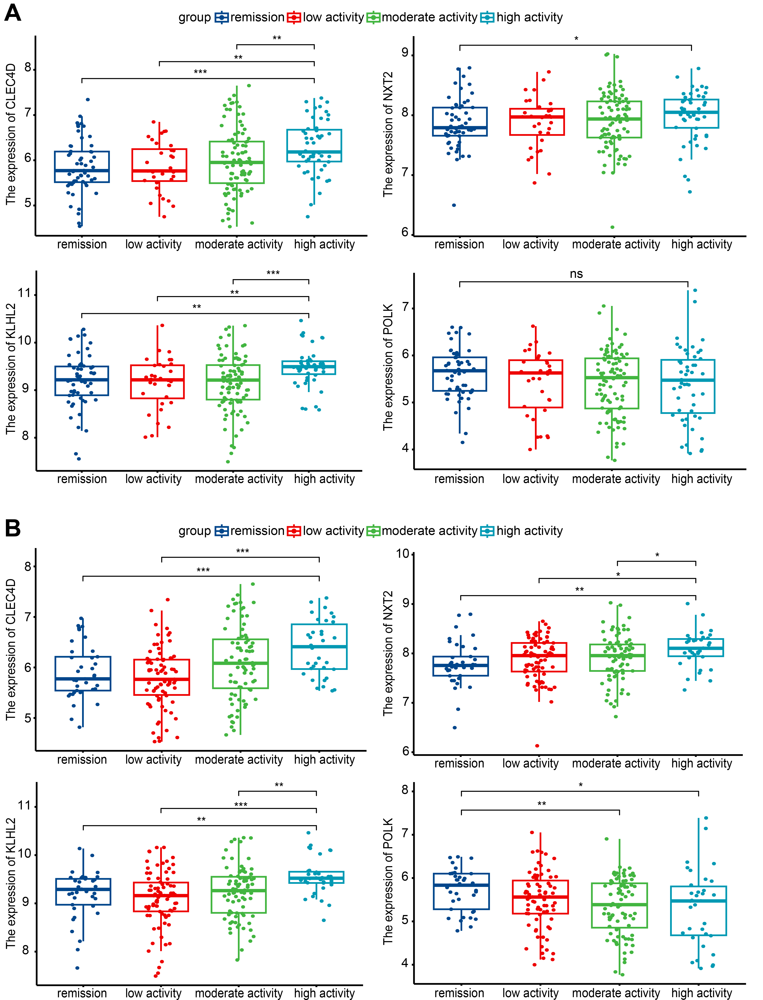 A
group remission low activity moderate activity high activity
**
**
***
The expression of CLEC4D
8
7
6
5
remission low activity moderate activity high activity
*
The expression of NXT2
9
8
7
6
remission low activity moderate activity high activity
***
**
**
The expression of KLHL2
11
10
9
8
remission low activity moderate activity high activity
ns
The expression of POLK
7
6
5
4
remission low activity moderate activity high activity
B
group remission low activity moderate activity high activity
***
***
The expression of CLEC4D
8
7
6
5
remission low activity moderate activity high activity
*
*
**
The expression of NXT2
10
9
8
7
6
remission low activity moderate activity high activity
**
***
**
The expression of KLHL2
11
10
9
8
remission low activity moderate activity high activity
*
**
The expression of POLK
8
7
6
5
4
remission low activity moderate activity high activity